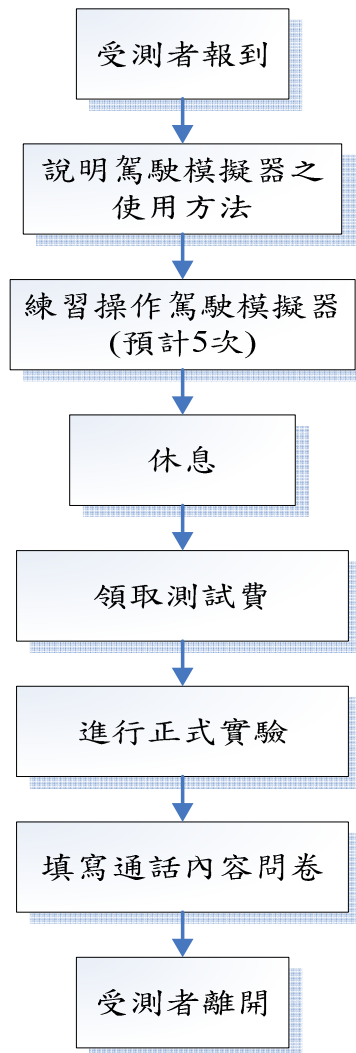 受測者報到
說明駕駛模擬器之
使用方法
練習操作駕駛模擬器
(預計5次)
休息
領取測試費
進行正式實驗
填寫通話內容問卷
受測者離開